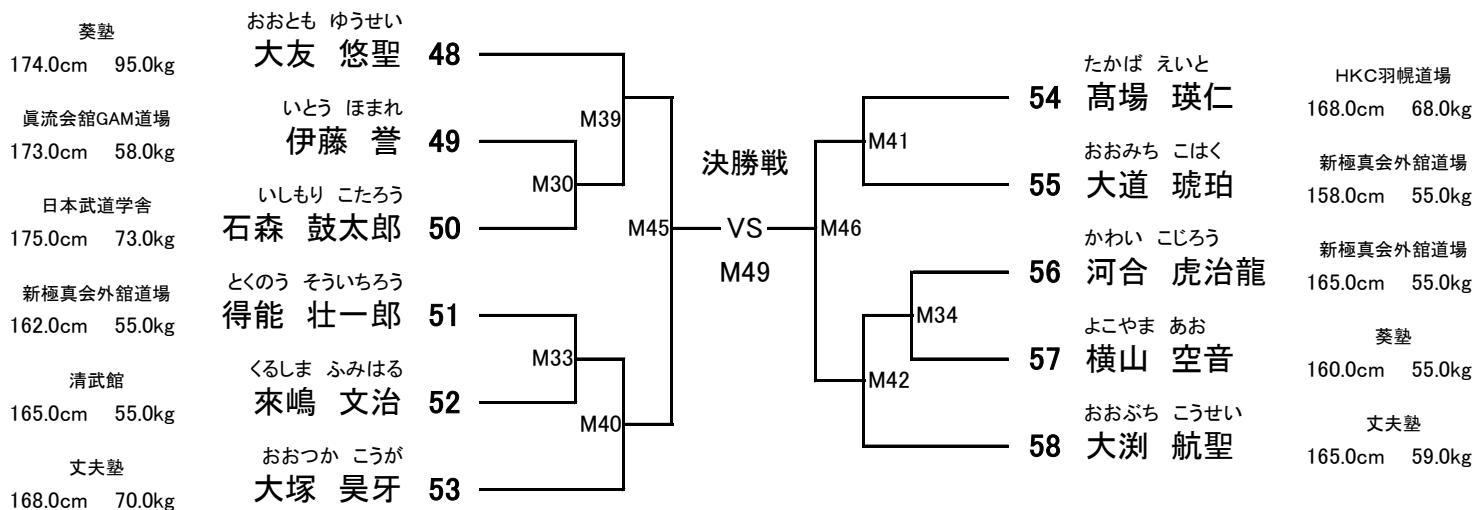 葵塾
174.0cm 95.0kg
おおとも ゆうせい
大友 悠聖 48
眞流会舘GAM道場
173.0cm 58.0kg
いとう ほまれ
伊藤 誉 49
日本武道学舎
175.0cm 73.0kg
いしもり こたろう
石森 鼓太郎 50
新極真会外舘道場
162.0cm 55.0kg
とくのう そういちろう
得能 壮一郎 51
清武館
165.0cm 55.0kg
くるしま ふみはる
來嶋 文治 52
丈夫塾
168.0cm 70.0kg
おおつか こうが
大塚 昊牙 53
M39
M30
M45
M33
M40
決勝戦
VS
M49
M41
M46
M34
M42
たかば えいと
54 髙場 瑛仁
HKC羽幌道場
168.0cm 68.0kg
おおみち こはく
55 大道 琥珀
新極真会外舘道場
158.0cm 55.0kg
かわい こじろう
56 河合 虎治龍
新極真会外舘道場
165.0cm 55.0kg
よこやま あお
57 横山 空音
葵塾
160.0cm 55.0kg
おおぶち こうせい
58 大渕 航聖
丈夫塾
165.0cm 59.0kg